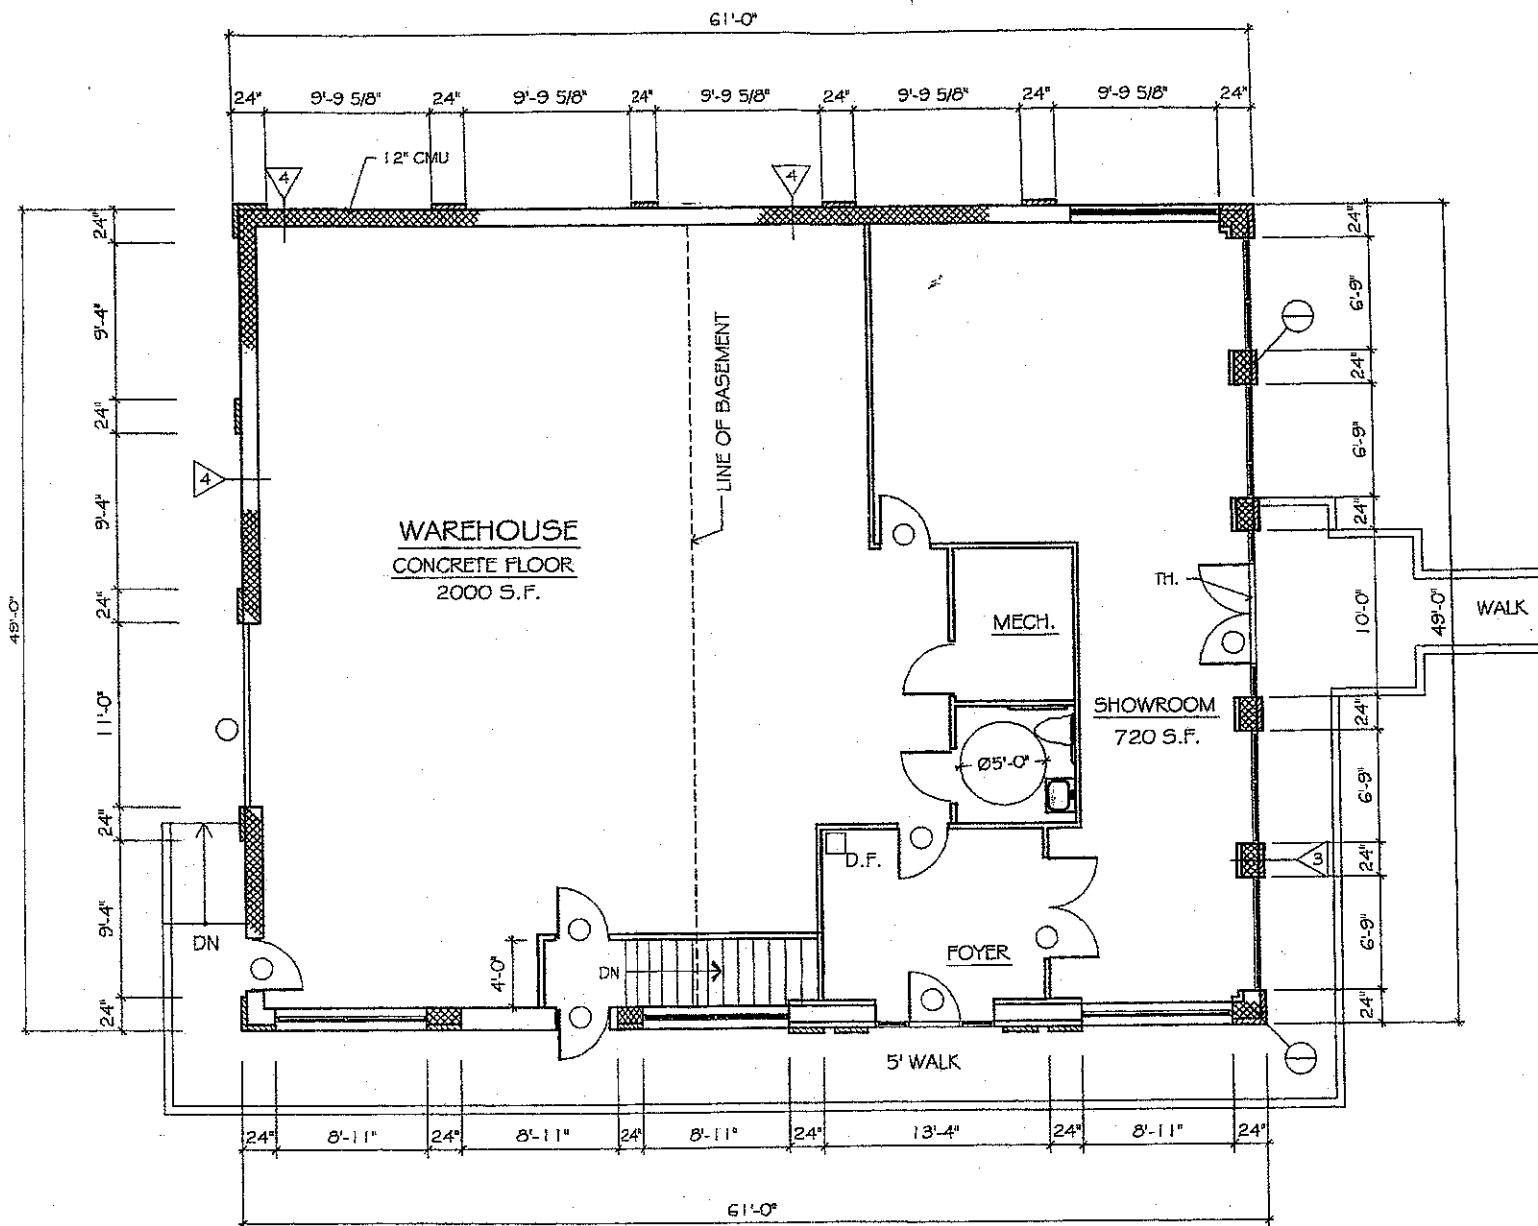 61'-0"
24" 9'-9 5/8" 24" 9'-9 5/8" 24" 9'-9 5/8" 24" 9'-9 5/8" 24" 9'-9 5/8" 24"
12" CMU
4
4
24"
9'-4"
24"
9'-4"
24"
11'-0"
24"
9'-4"
24"
49'-0"
4
LINE OF BASEMENT
WAREHOUSE
CONCRETE FLOOR
2000 S.F.
MECH.
TH.
SHOWROOM
720 S.F.
Ø5'-0"
D.F.
FOYER
DN
4'-0"
DN
24"
6'-9"
24"
6'-9"
24"
10'-0"
24"
6'-9"
24"
6'-9"
24"
49'-0"
WALK
3
5' WALK
24" 8'-11" 24" 8'-11" 24" 8'-11" 24" 13'-4" 24" 8'-11" 24"
61'-0"